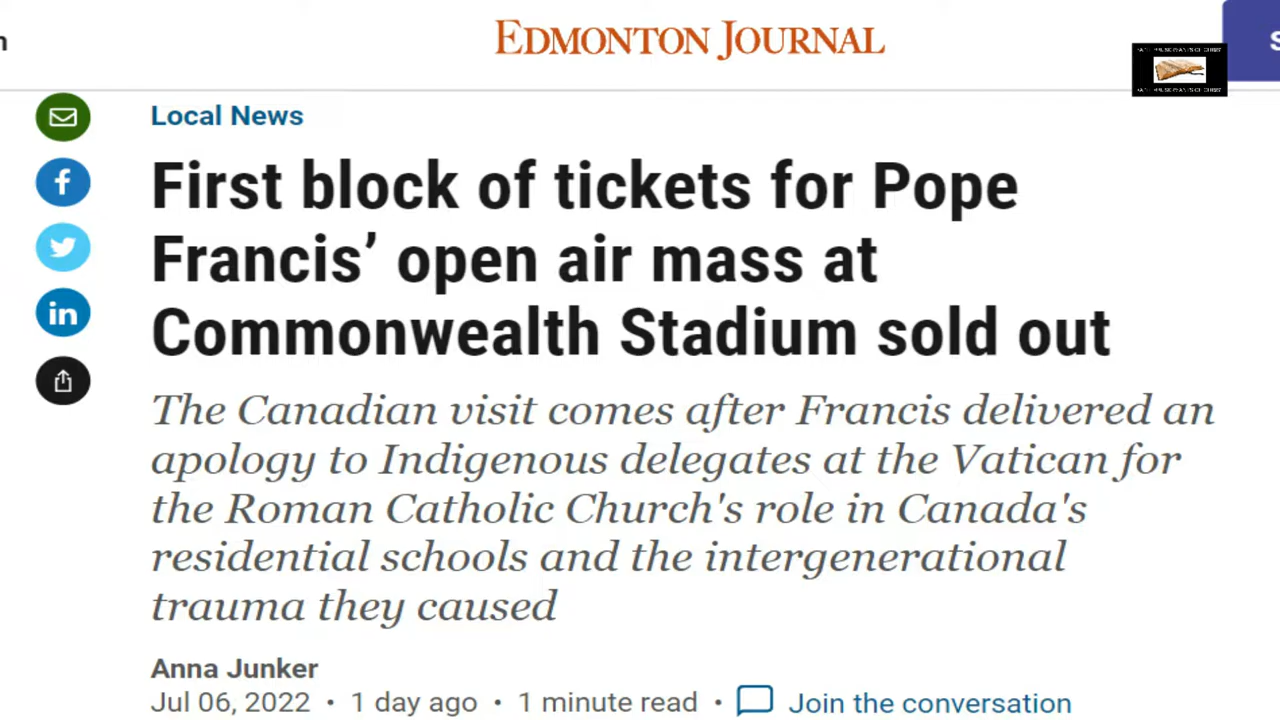 EDMONTON JOURNAL
Local News
First block of tickets for Pope
Francis’ open air mass at
Commonwealth Stadium sold out
The Canadian visit comes after Francis delivered an
apology to Indigenous delegates at the Vatican for
the Roman Catholic Church's role in Canada's
residential schools and the intergenerational
trauma they caused
Anna Junker
Jul 06, 2022 • 1 day ago • 1 minute read • Join the conversation